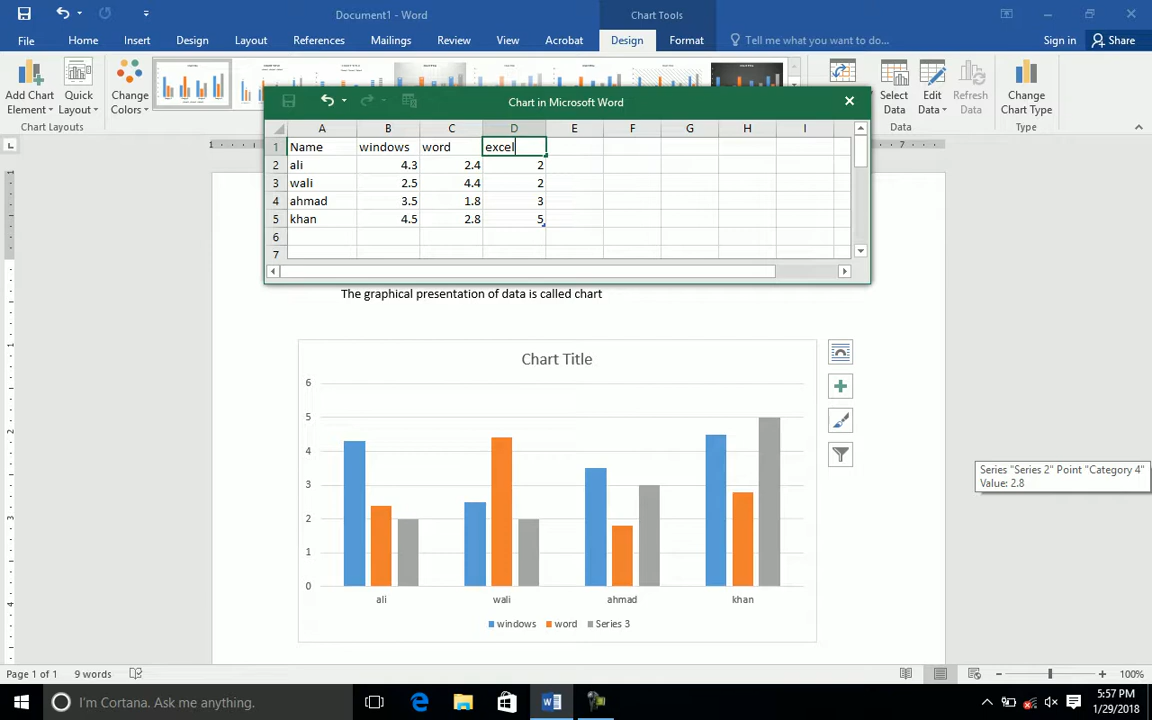 Document1 - Word
Chart Tools
File Home Insert Design Layout References Mailings Review View Acrobat Design Format Tell me what you want to do... Sign in Share
Add Chart Element
Quick Layout
Change Colors
Select Data
Edit Data
Refresh Data
Change Chart Type
Chart Layouts
Data
Type
Chart in Microsoft Word
A B C D E F G H I
1 Name windows word excel
2 ali 4.3 2.4 2
3 wali 2.5 4.4 2
4 ahmad 3.5 1.8 3
5 khan 4.5 2.8 5
6
7
The graphical presentation of data is called chart
Chart Title
6
5
4
3
2
1
0
ali wali ahmad khan
windows word Series 3
Series "Series 2" Point "Category 4"
Value: 2.8
Page 1 of 1 9 words 100%
I'm Cortana. Ask me anything.
5:57 PM
1/29/2018